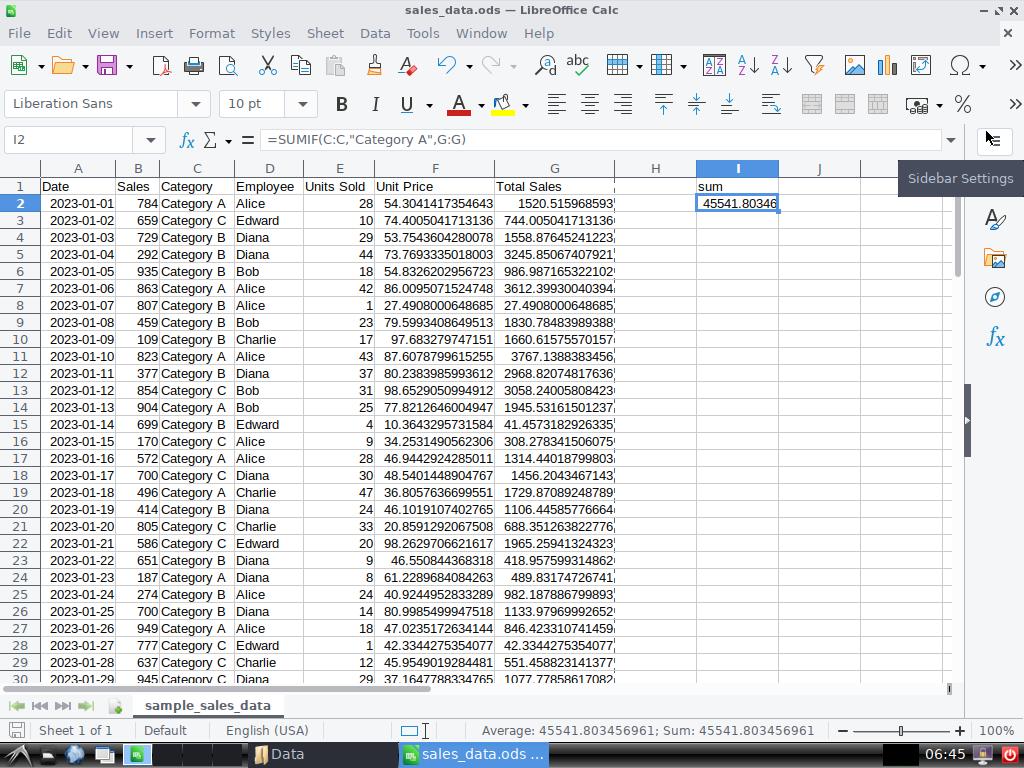 sales_data.ods — LibreOffice Calc
File Edit View Insert Format Styles Sheet Data Tools Window Help
Liberation Sans 10 pt
I2 =SUMIF(C:C,"Category A",G:G)
Sidebar Settings
A B C D E F G H I J
1 Date Sales Category Employee Units Sold Unit Price Total Sales sum
2 2023-01-01 784 Category A Alice 28 54.3041417354643 1520.515968593 45541.80346
3 2023-01-02 659 Category C Edward 10 74.4005041713136 744.005041713136
4 2023-01-03 729 Category B Diana 29 53.7543604280078 1558.87645241223
5 2023-01-04 292 Category B Diana 44 73.7693335018003 3245.85067407921
6 2023-01-05 935 Category B Bob 18 54.8326202956723 986.987165322102
7 2023-01-06 863 Category A Alice 42 86.0095071524748 3612.39930040394
8 2023-01-07 807 Category B Alice 1 27.4908000648685 27.4908000648685
9 2023-01-08 459 Category B Bob 23 79.5993408649513 1830.78483989388
10 2023-01-09 109 Category B Charlie 17 97.683279747151 1660.61575570157
11 2023-01-10 823 Category A Alice 43 87.6078799615255 3767.1388383456
12 2023-01-11 377 Category B Diana 37 80.2383985993612 2968.82074817636
13 2023-01-12 854 Category C Bob 31 98.6529050994912 3058.24005808423
14 2023-01-13 904 Category A Bob 25 77.8212646004947 1945.53161501237
15 2023-01-14 699 Category B Edward 4 10.3643295731584 41.4573182926335
16 2023-01-15 170 Category C Alice 9 34.2531490562306 308.278341506075
17 2023-01-16 572 Category A Alice 28 46.9442924285011 1314.44018799803
18 2023-01-17 700 Category C Diana 30 48.5401448904767 1456.2043467143
19 2023-01-18 496 Category A Charlie 47 36.8057636699551 1729.87089248789
20 2023-01-19 414 Category B Diana 24 46.1019107402765 1106.44585776664
21 2023-01-20 805 Category C Charlie 33 20.8591292067508 688.351263822776
22 2023-01-21 586 Category C Edward 20 98.2629706621617 1965.25941324323
23 2023-01-22 651 Category B Diana 9 46.550844368318 418.957599314862
24 2023-01-23 187 Category A Diana 8 61.2289684084263 489.83174726741
25 2023-01-24 274 Category B Alice 24 40.9244952833289 982.187886799893
26 2023-01-25 700 Category B Diana 14 80.9985499947518 1133.97969992652
27 2023-01-26 949 Category A Alice 18 47.0235172634144 846.423310741459
28 2023-01-27 777 Category C Edward 1 42.3344275354077 42.3344275354077
29 2023-01-28 637 Category C Charlie 12 45.9549019284481 551.458823141377
30 2023-01-29 945 Category C Diana 29 37.1647788334765 1077.77858617082
sample_sales_data
Sheet 1 of 1 Default English (USA) Average: 45541.803456961; Sum: 45541.803456961 100%
Data sales_data.ods ... 06:45